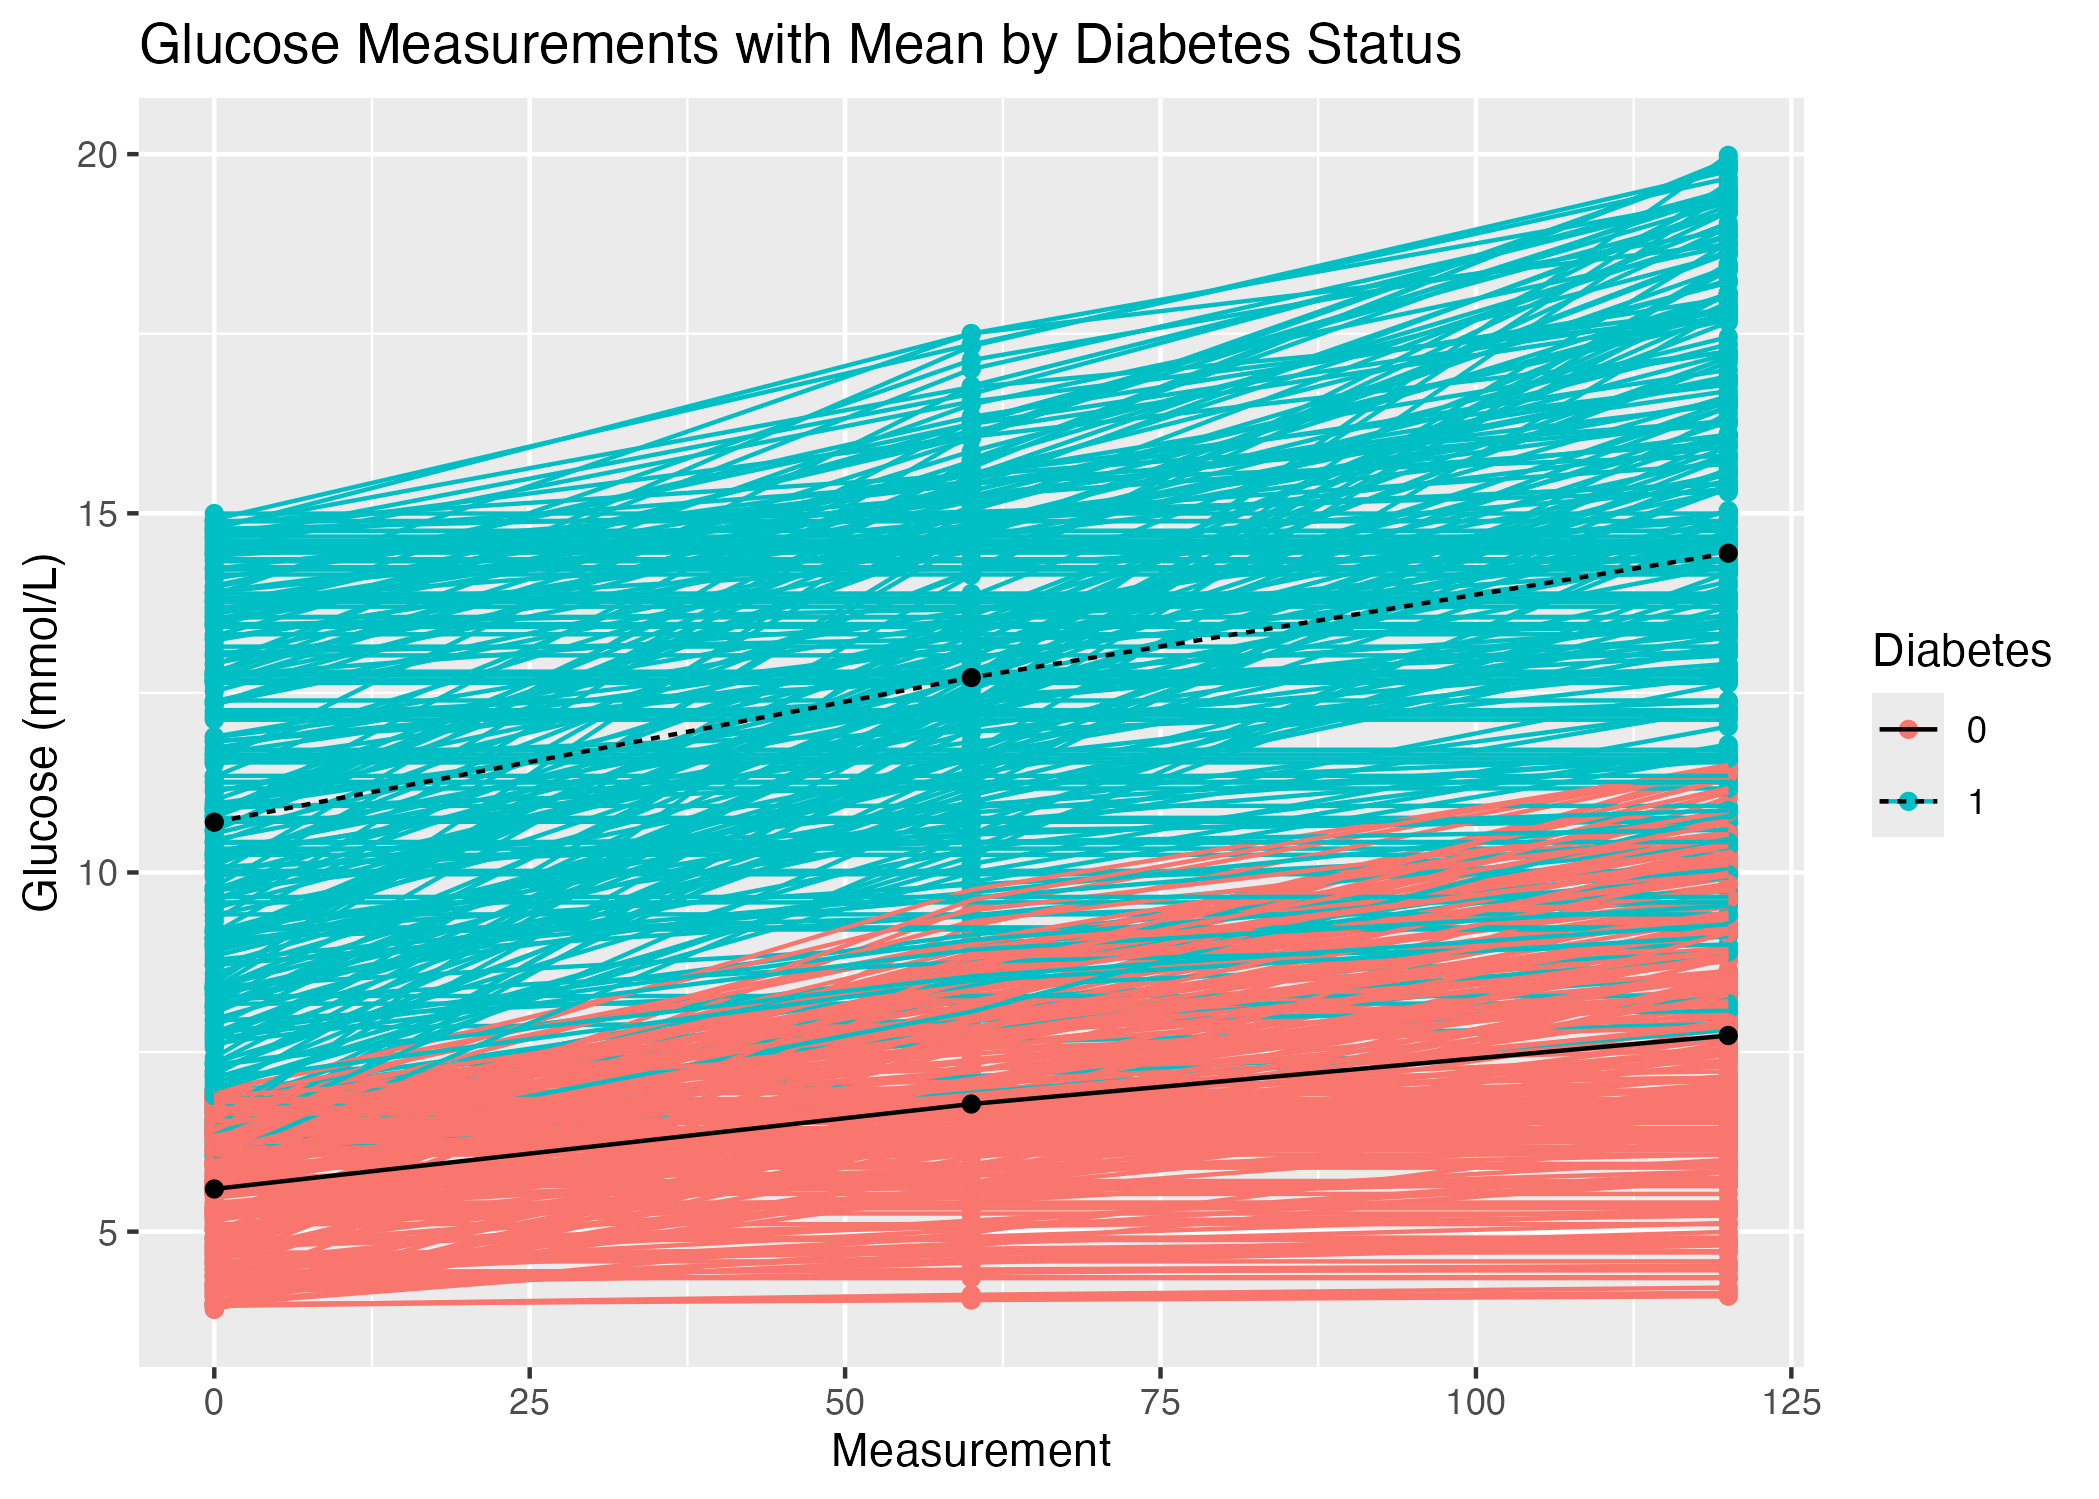 Glucose Measurements with Mean by Diabetes Status
20
15
10
5
Glucose (mmol/L)
0 25 50 75 100 125
Measurement
Diabetes
0
1